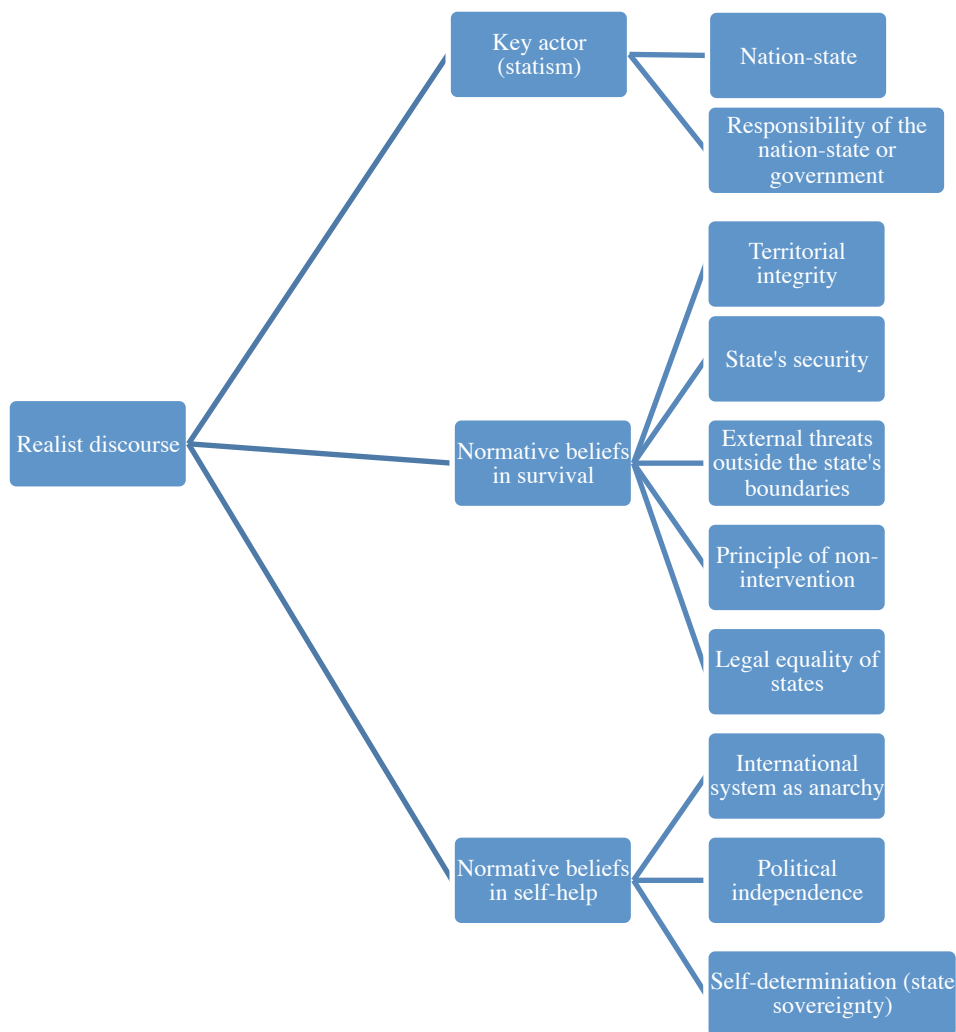 Key actor
(statism)
Nation-state
Responsibility of the
nation-state or
government
Territorial
integrity
State's security
Realist discourse
Normative beliefs
in survival
External threats
outside the state's
boundaries
Principle of non-
intervention
Legal equality of
states
International
system as anarchy
Normative beliefs
in self-help
Political
independence
Self-determiniation (state
sovereignty)